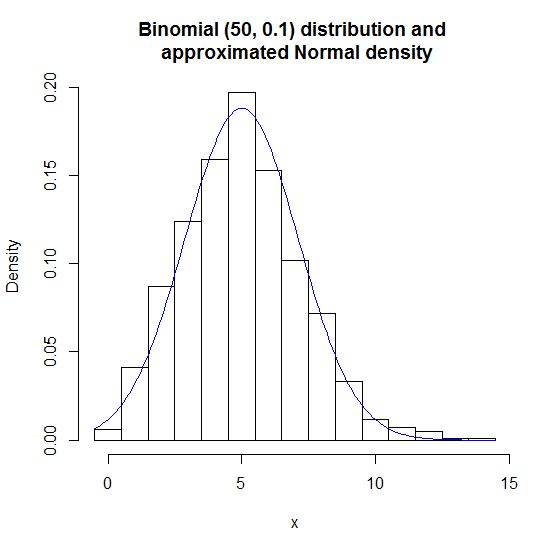 Binomial (50, 0.1) distribution and
approximated Normal density
0.20
0.15
0.10
0.05
0.00
Density
0 5 10 15
x